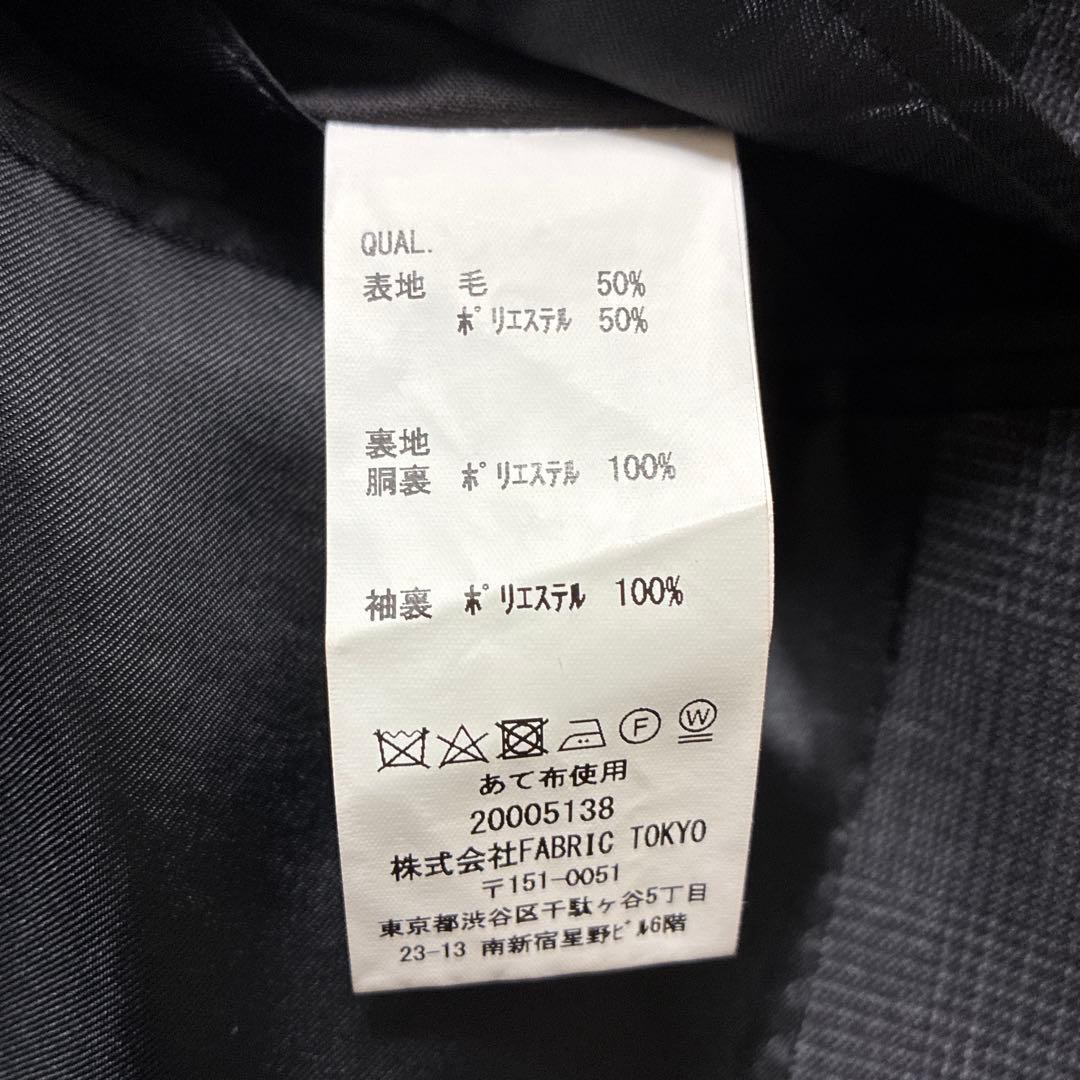 QUAL.
表地 毛 50%
ﾎﾟﾘｴｽﾃﾙ 50%
裏地
胴裏 ﾎﾟﾘｴｽﾃﾙ 100%
袖裏 ﾎﾟﾘｴｽﾃﾙ 100%
F W
あて布使用
20005138
株式会社FABRIC TOKYO
〒151-0051
東京都渋谷区千駄ヶ谷5丁目
23-13 南新宿星野ﾋﾞﾙ6階